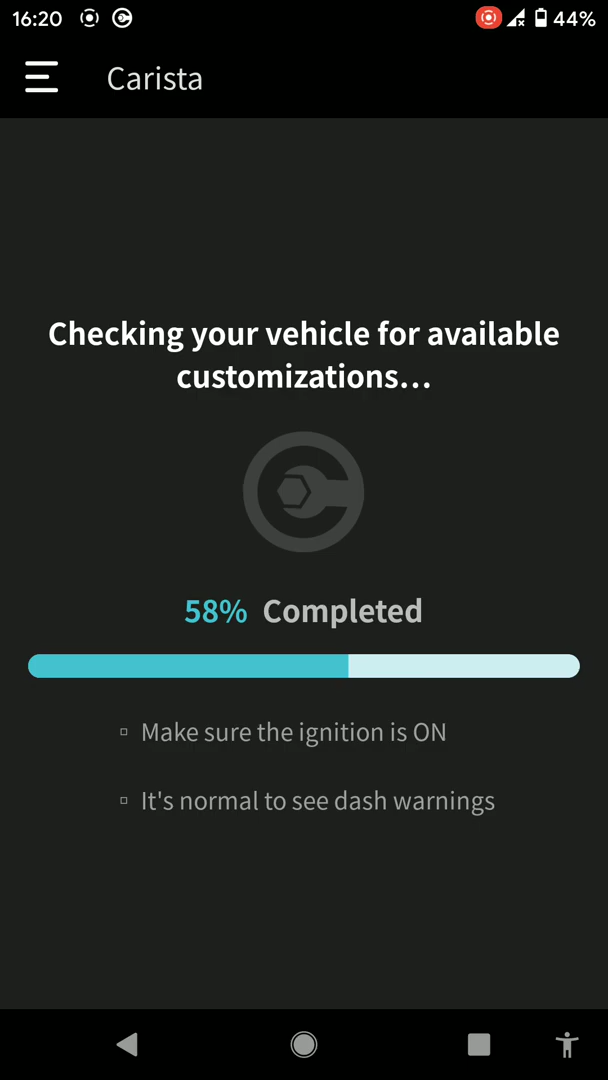 16:20 44%
Carista
Checking your vehicle for available
customizations...
58% Completed
▫ Make sure the ignition is ON
▫ It's normal to see dash warnings